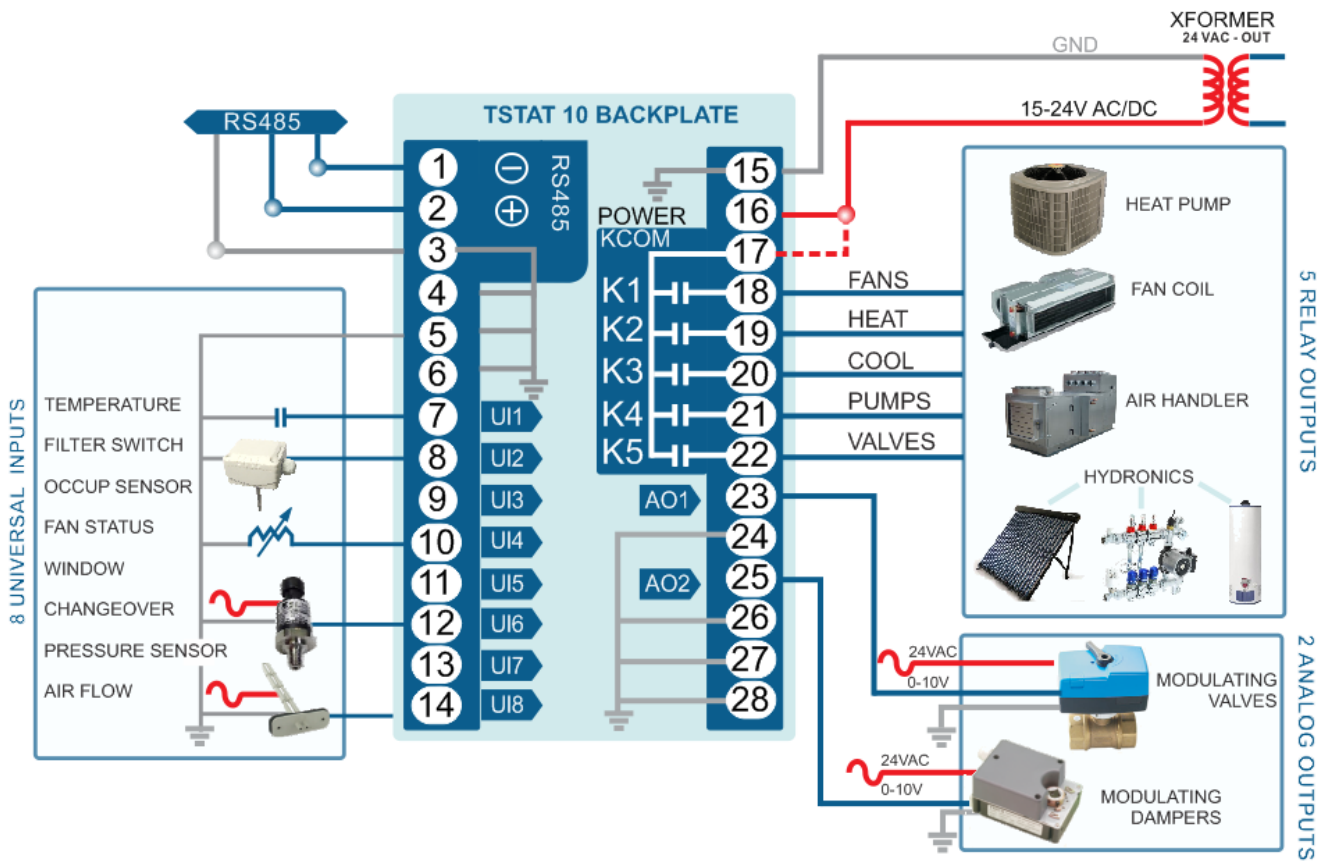 XFORMER
24 VAC - OUT
GND
15-24V AC/DC
RS485
TSTAT 10 BACKPLATE
RS485
1
2
3
4
5
6
7 UI1
8 UI2
9 UI3
10 UI4
11 UI5
12 UI6
13 UI7
14 UI8
15
POWER 16
KCOM 17
K1 18 FANS
K2 19 HEAT
K3 20 COOL
K4 21 PUMPS
K5 22 VALVES
AO1 23
24
AO2 25
26
27
28
8 UNIVERSAL INPUTS
TEMPERATURE
FILTER SWITCH
OCCUP SENSOR
FAN STATUS
WINDOW
CHANGEOVER
PRESSURE SENSOR
AIR FLOW
HEAT PUMP
FAN COIL
AIR HANDLER
HYDRONICS
5 RELAY OUTPUTS
24VAC
0-10V
MODULATING
VALVES
24VAC
0-10V
MODULATING
DAMPERS
2 ANALOG OUTPUTS